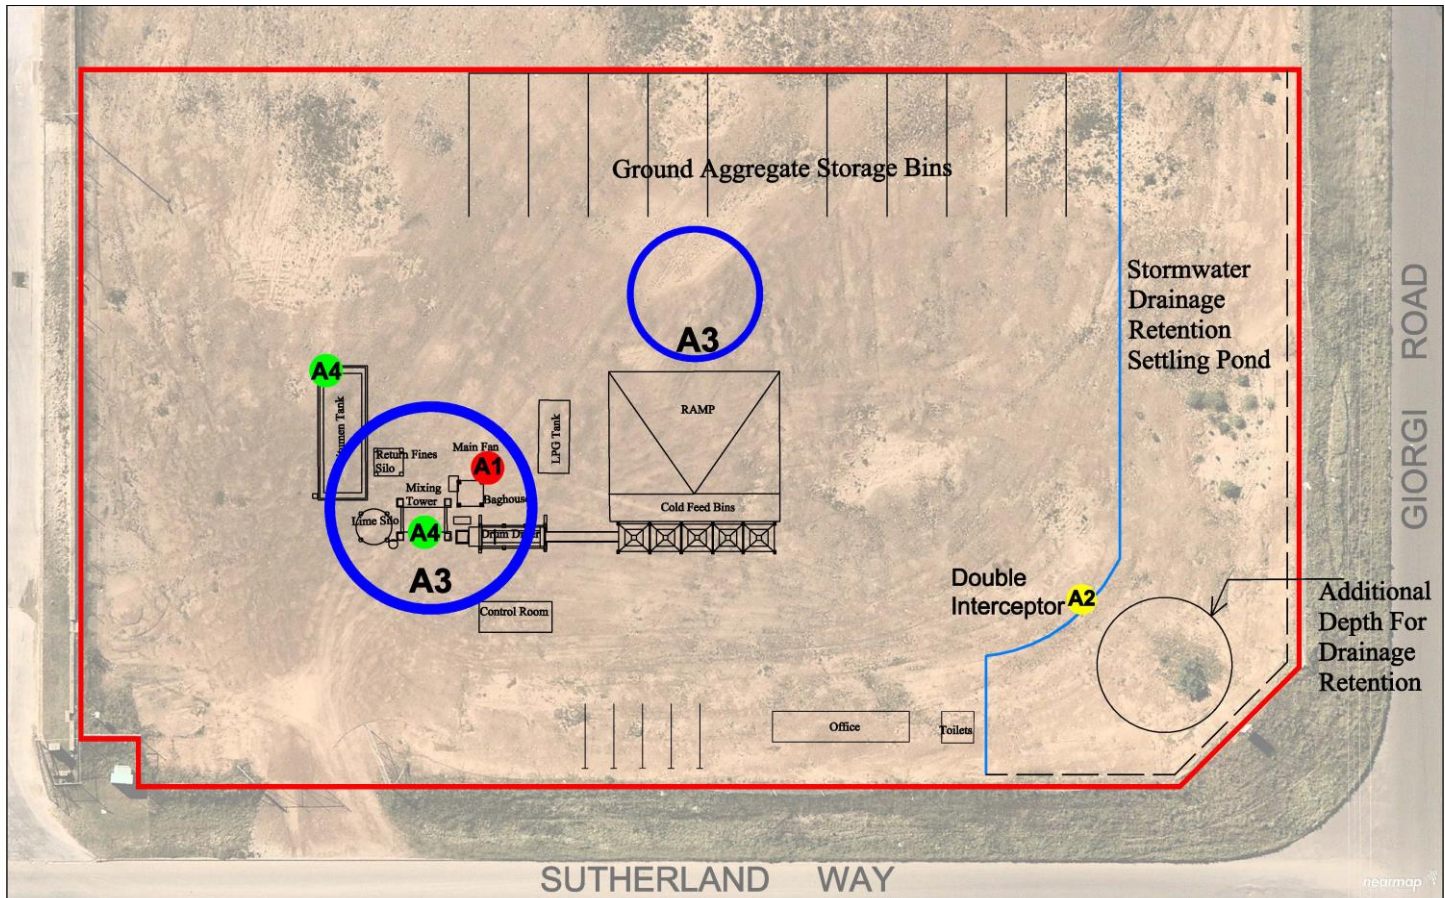 Ground Aggregate Storage Bins
Stormwater
Drainage
Retention
Settling Pond
GIORGI ROAD
A3
A4
RAMP
LPG Tank
Main Fan
A1
Return Fines
Silo
Mixing
Tower
Baghouse
Cold Feed Bins
Lime Silo
A4
Drum Dryer
A3
Control Room
Double
Interceptor
A2
Additional
Depth For
Drainage
Retention
Office
Toilets
SUTHERLAND WAY
nearmap